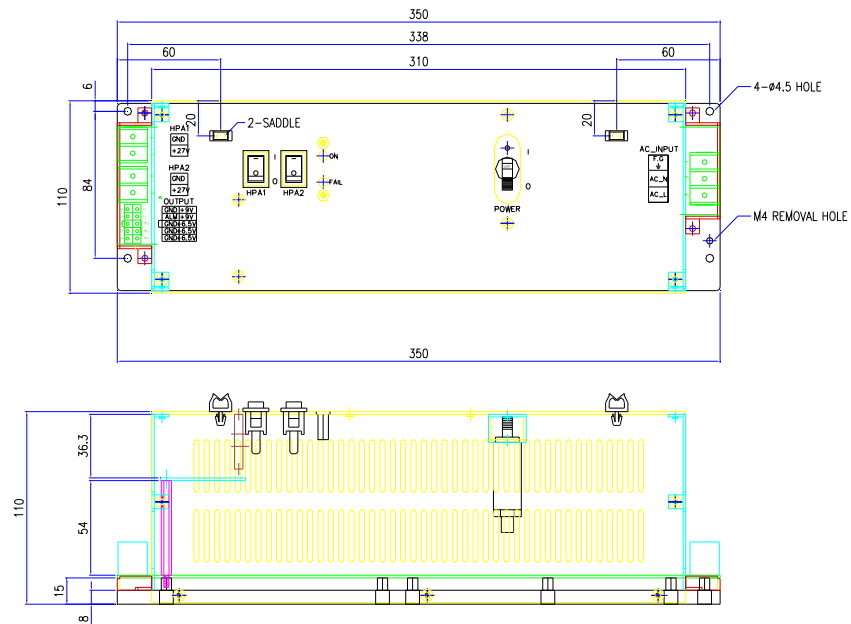 350
338
60
60
310
6
4-ø4.5 HOLE
20
2-SADDLE
20
HPA1
GND
+27V
HPA2
GND
+27V
OUTPUT
GND +9V
ALM +9V
GND +6.5V
GND +6.5V
GND +6.5V
I
O
HPA1
HPA2
ON
FAIL
I
O
POWER
AC_INPUT
F.G
AC_N
AC_L
110
84
M4 REMOVAL HOLE
350
36.3
110
54
15
8